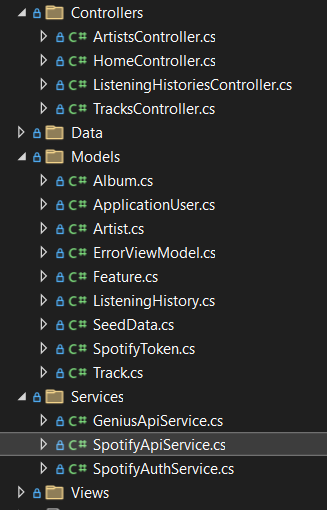 Controllers
C# ArtistsController.cs
C# HomeController.cs
C# ListeningHistoriesController.cs
C# TracksController.cs
Data
Models
C# Album.cs
C# ApplicationUser.cs
C# Artist.cs
C# ErrorViewModel.cs
C# Feature.cs
C# ListeningHistory.cs
C# SeedData.cs
C# SpotifyToken.cs
C# Track.cs
Services
C# GeniusApiService.cs
C# SpotifyApiService.cs
C# SpotifyAuthService.cs
Views